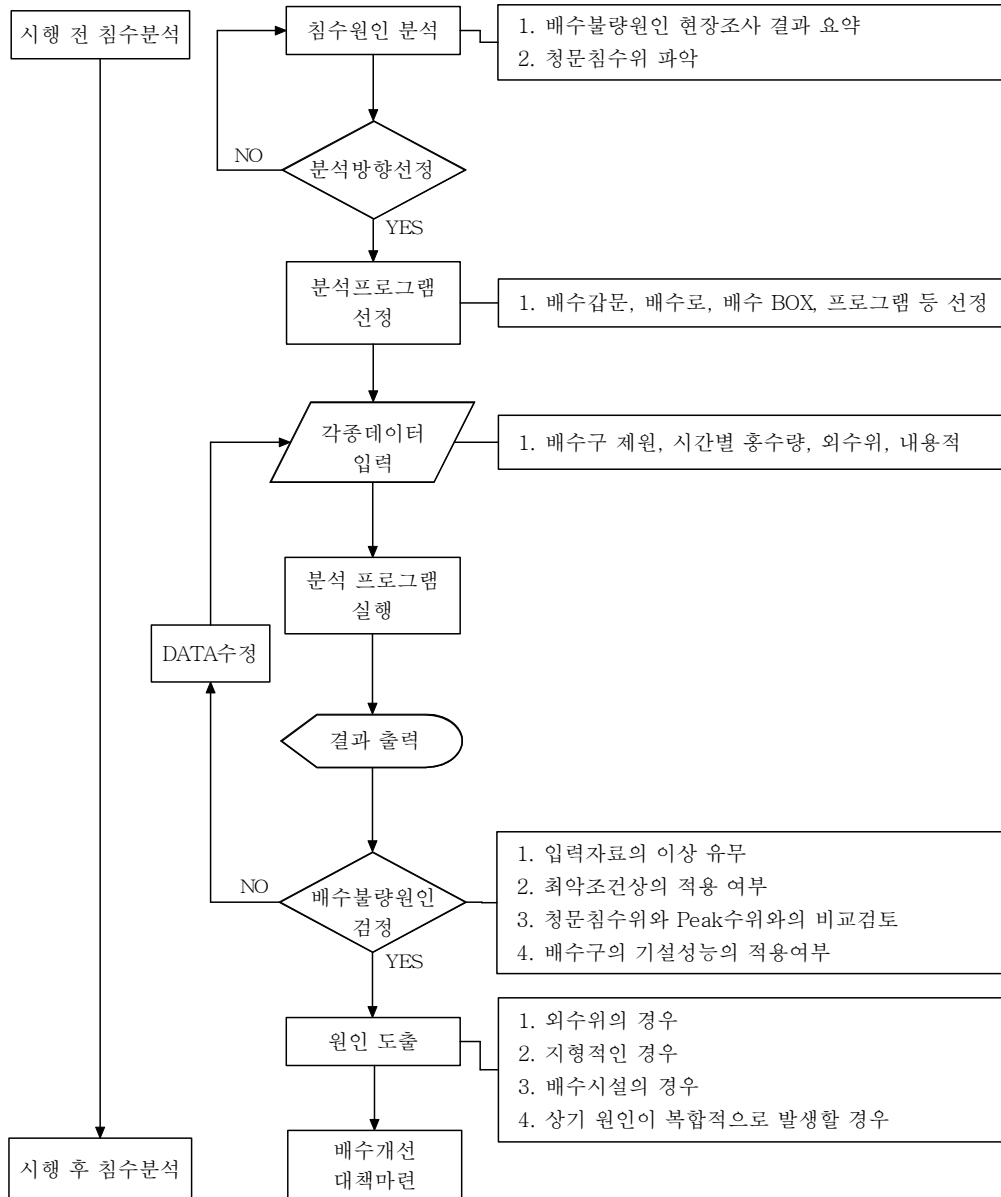 시행 전 침수분석
침수원인 분석
1. 배수불량원인 현장조사 결과 요약
2. 청문침수위 파악
NO
분석방향선정
YES
분석프로그램
선정
1. 배수갑문, 배수로, 배수 BOX, 프로그램 등 선정
각종데이터
입력
1. 배수구 제원, 시간별 홍수량, 외수위, 내용적
분석 프로그램
실행
DATA수정
결과 출력
NO
배수불량원인
검정
YES
1. 입력자료의 이상 유무
2. 최악조건상의 적용 여부
3. 청문침수위와 Peak수위와의 비교검토
4. 배수구의 기설성능의 적용여부
원인 도출
1. 외수위의 경우
2. 지형적인 경우
3. 배수시설의 경우
4. 상기 원인이 복합적으로 발생할 경우
시행 후 침수분석
배수개선
대책마련